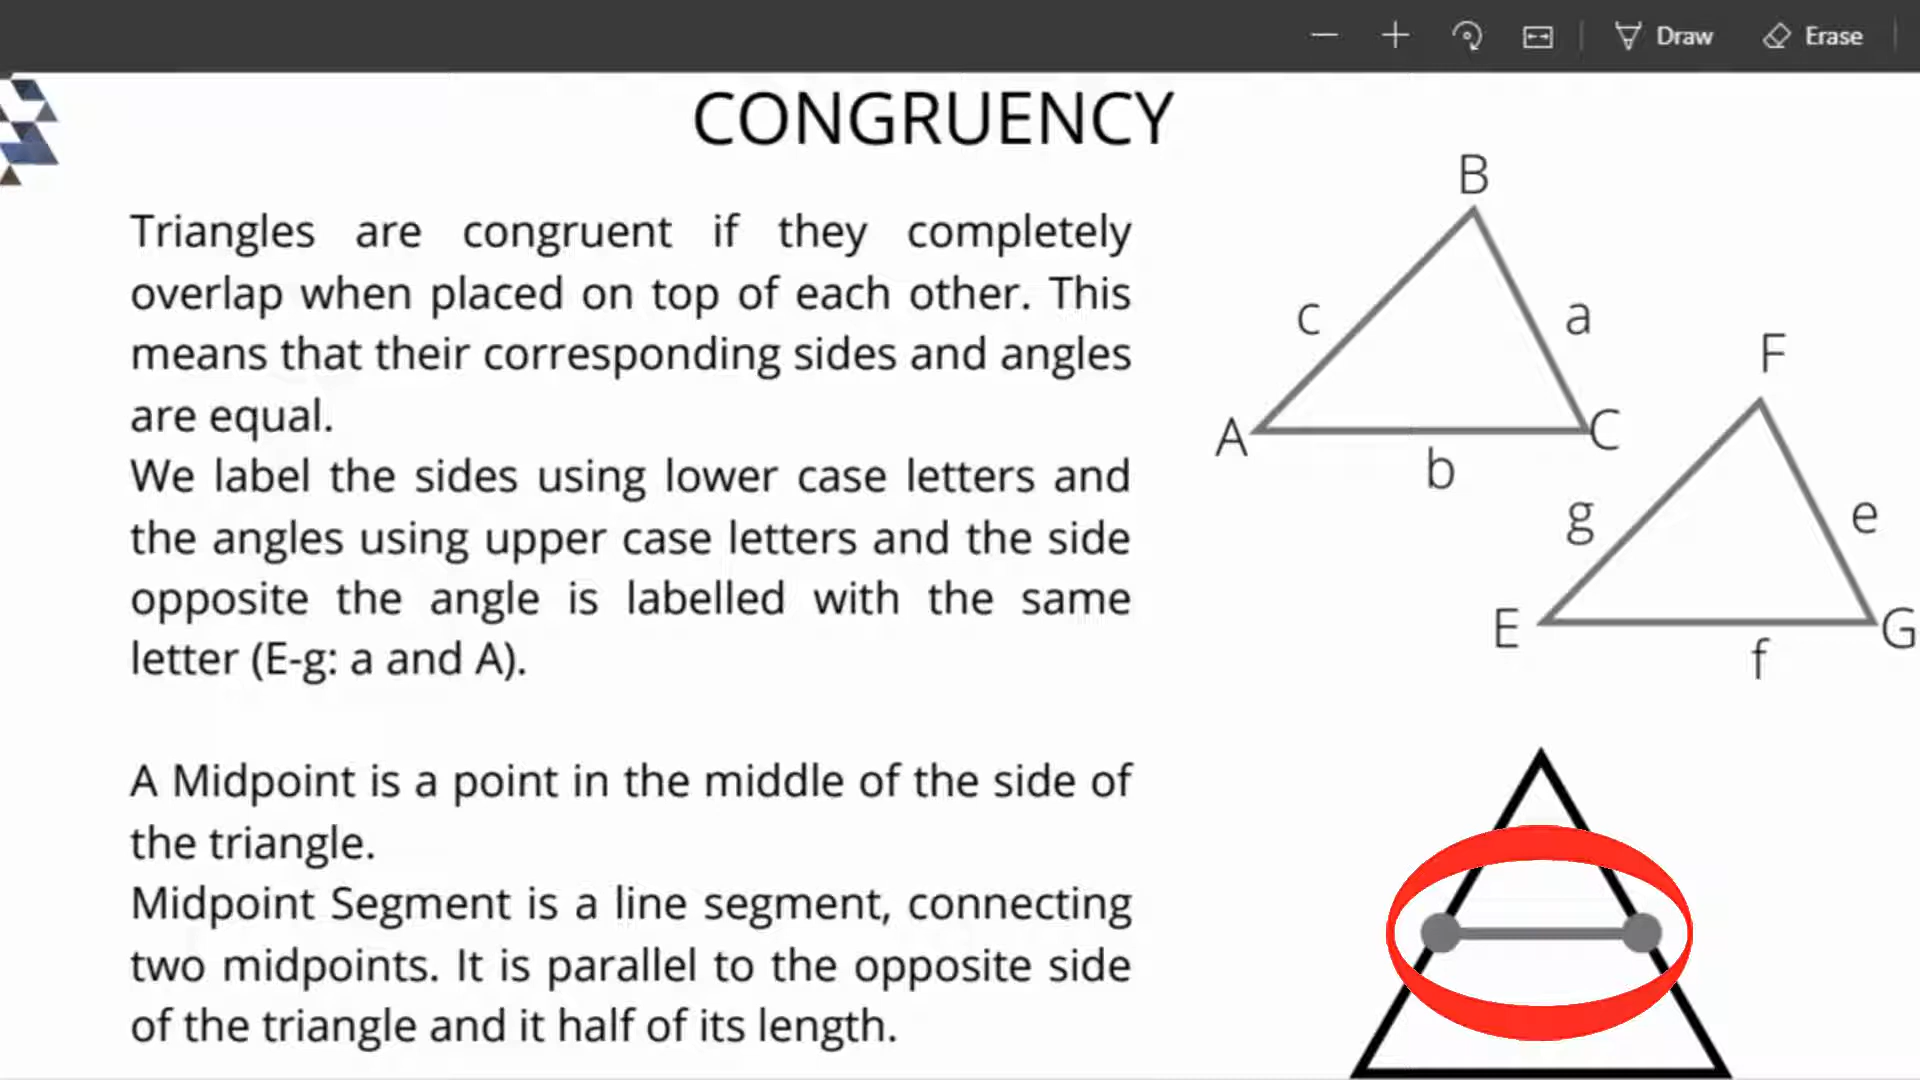 Draw Erase
CONGRUENCY
Triangles are congruent if they completely
overlap when placed on top of each other. This
means that their corresponding sides and angles
are equal.
We label the sides using lower case letters and
the angles using upper case letters and the side
opposite the angle is labelled with the same
letter (E-g: a and A).
A Midpoint is a point in the middle of the side of
the triangle.
Midpoint Segment is a line segment, connecting
two midpoints. It is parallel to the opposite side
of the triangle and it half of its length.
B
c
a
A
C
b
F
g
e
E
G
f